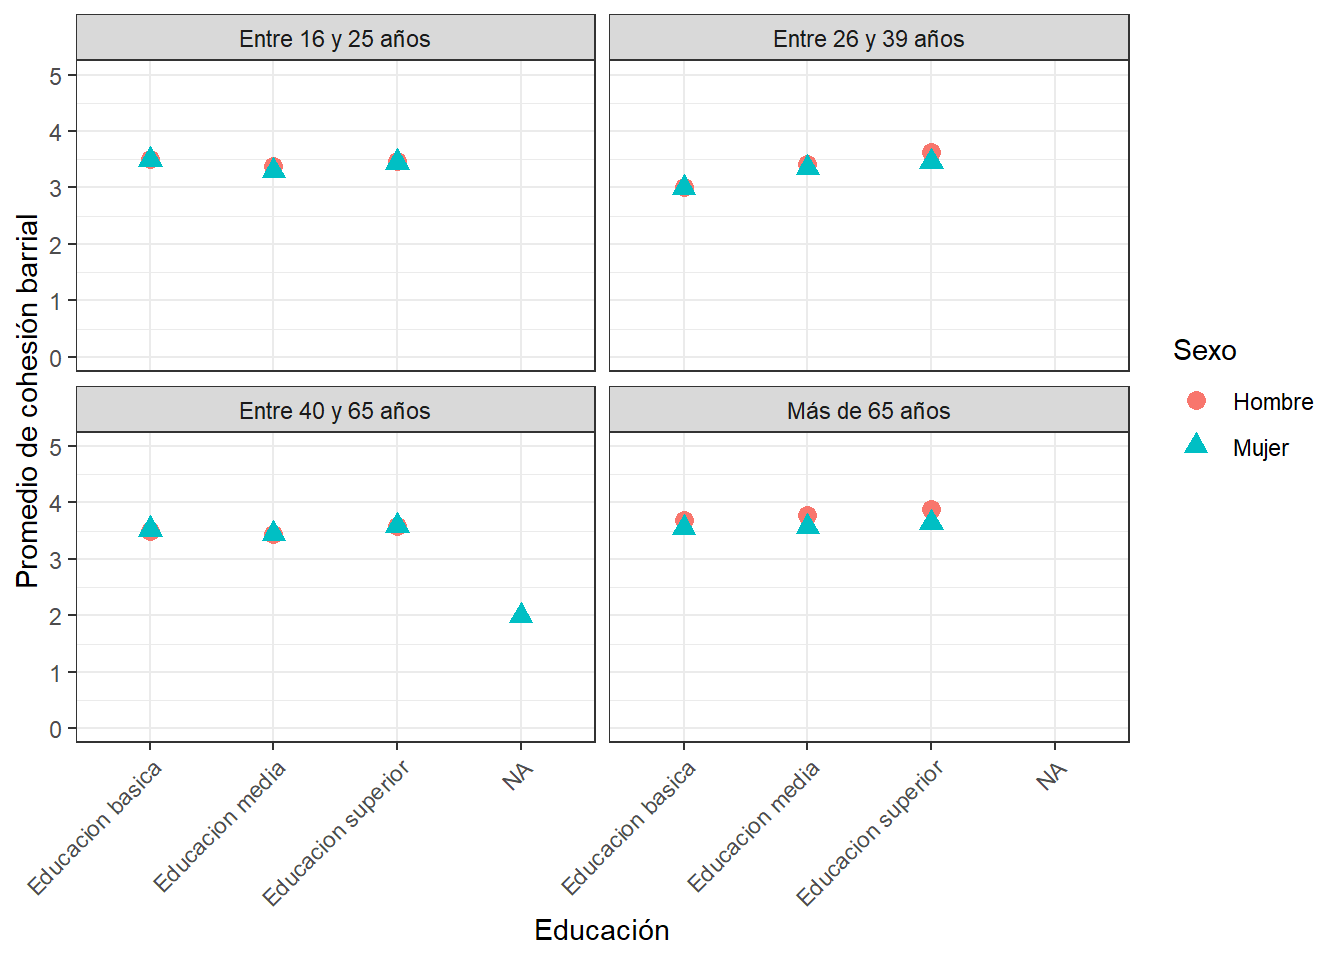 Entre 16 y 25 años
Entre 26 y 39 años
5
4
3
2
1
0
Entre 40 y 65 años
Más de 65 años
5
4
3
2
1
0
Promedio de cohesión barrial
Educacion basica
Educacion media
Educacion superior
NA
Educacion basica
Educacion media
Educacion superior
NA
Educación
Sexo
Hombre
Mujer